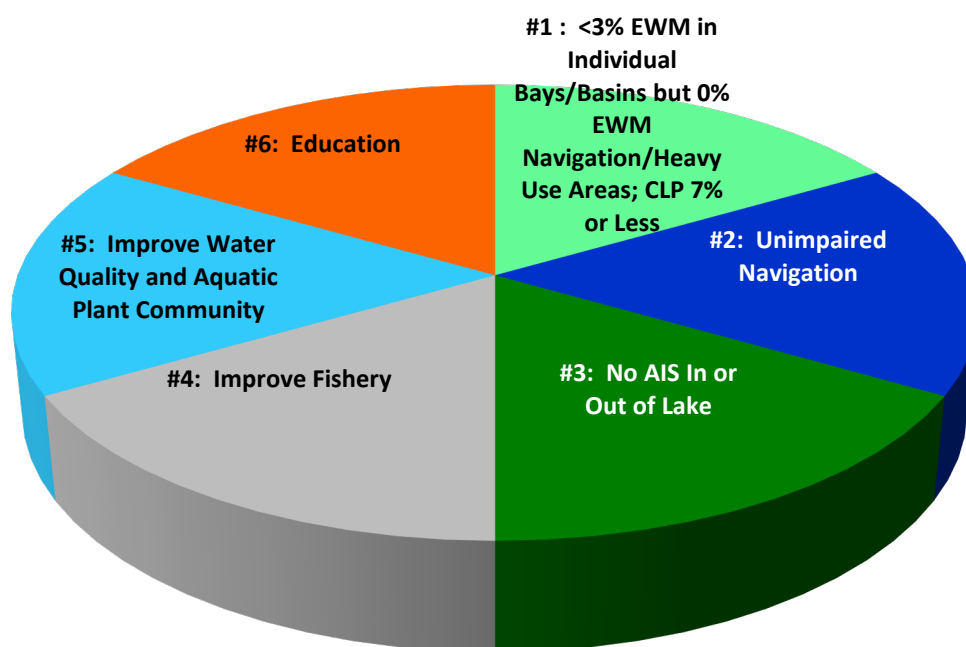 #1 :  <3% EWM in
Individual
Bays/Basins but 0%
EWM
Navigation/Heavy
Use Areas; CLP 7%
or Less
#2:  Unimpaired
Navigation
#3:  No AIS In or
Out of Lake
#4:  Improve Fishery
#5:  Improve Water
Quality and Aquatic
Plant Community
#6:  Education